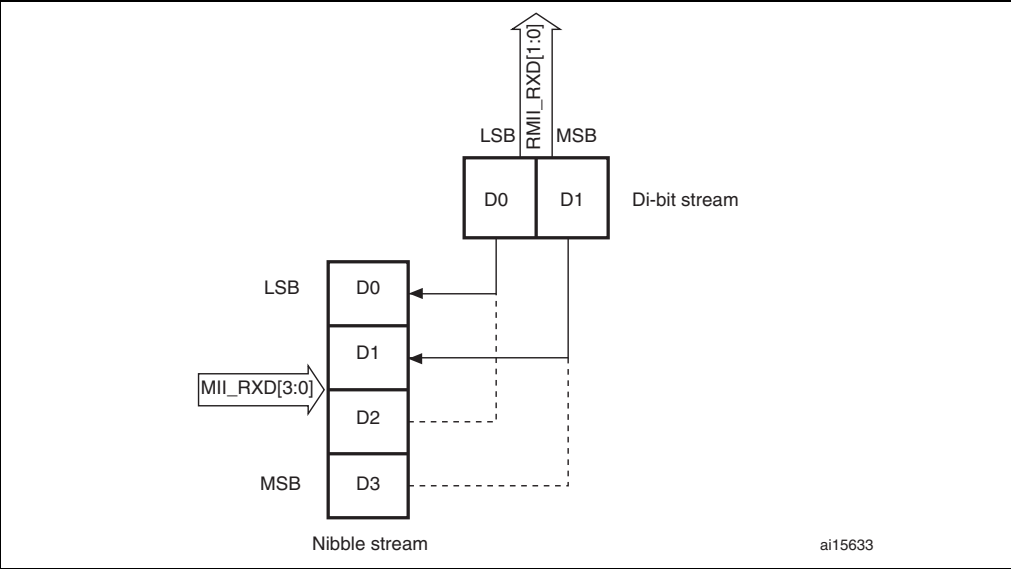 RMII_RXD[1:0]
LSB
MSB
D0
D1
Di-bit stream
LSB
D0
D1
MII_RXD[3:0]
D2
MSB
D3
Nibble stream
ai15633